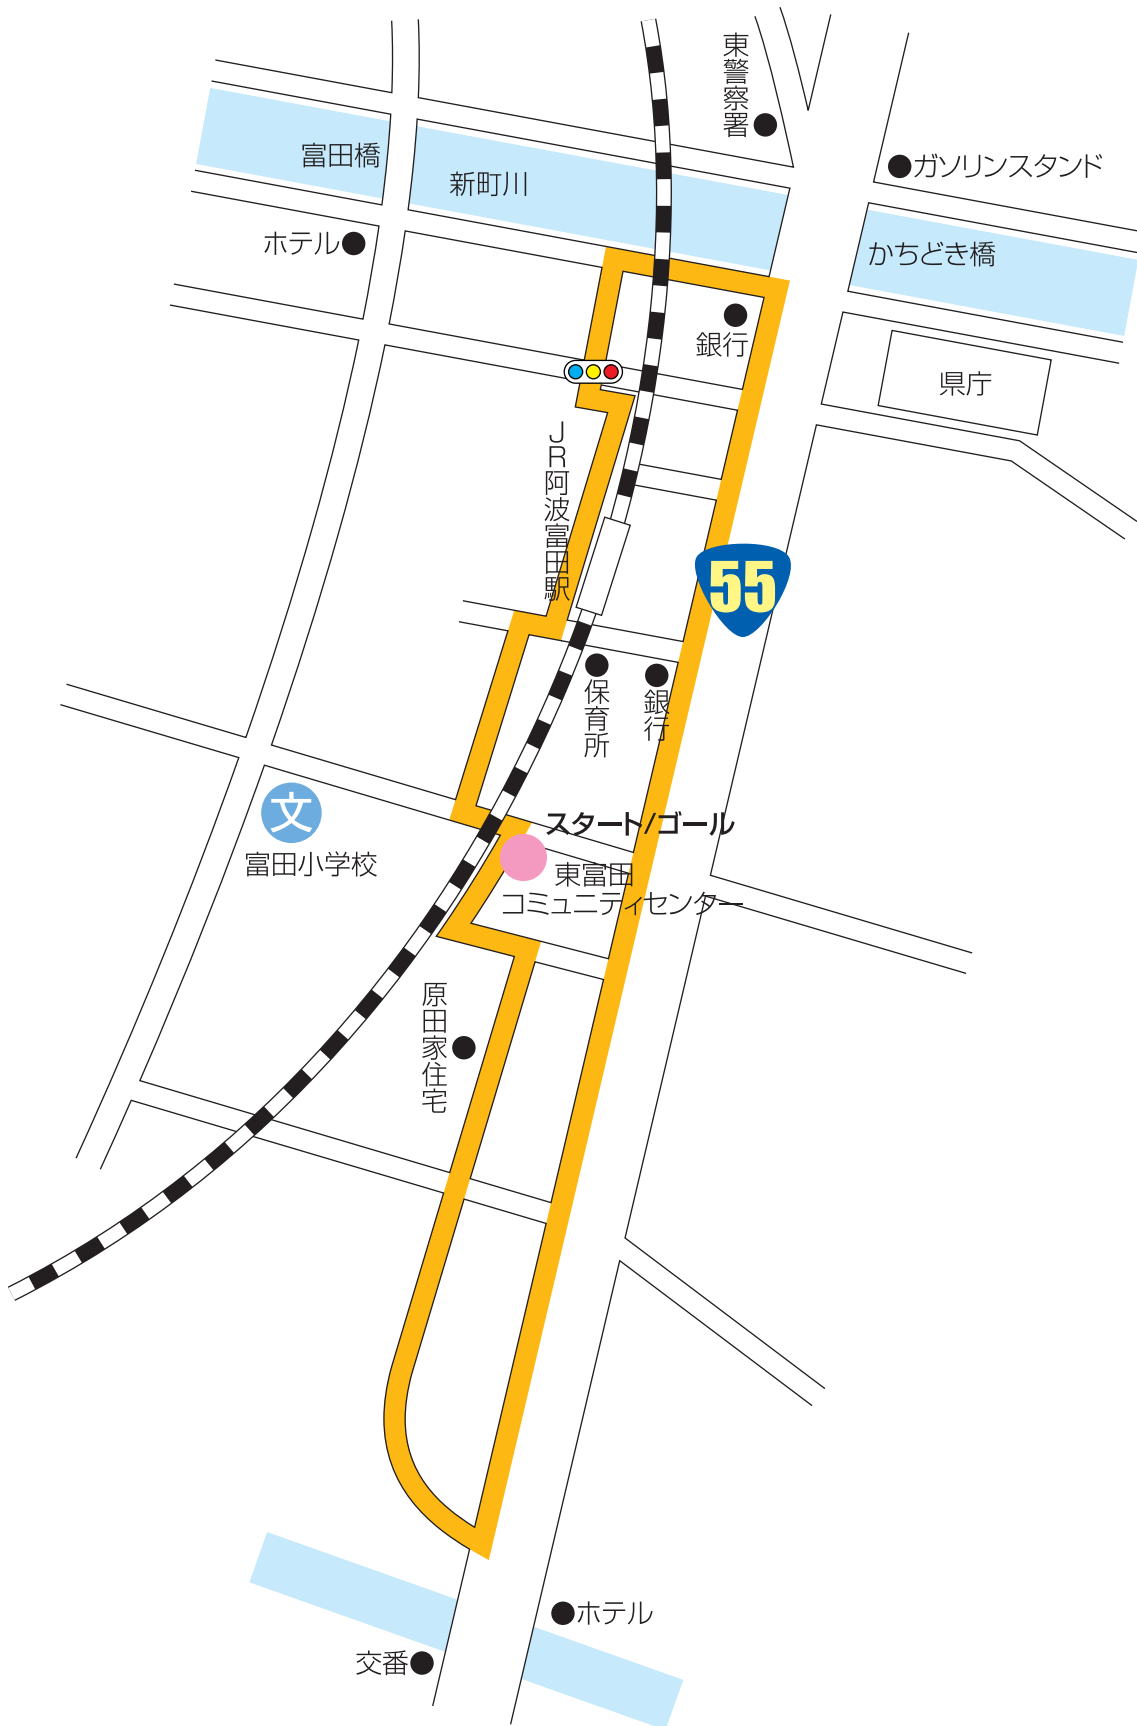 東警察署
ガソリンスタンド
富田橋
新町川
ホテル
かちどき橋
銀行
県庁
JR阿波富田駅
55
保育所
銀行
文
富田小学校
スタート/ゴール
東富田
コミュニティセンター
原田家住宅
ホテル
交番